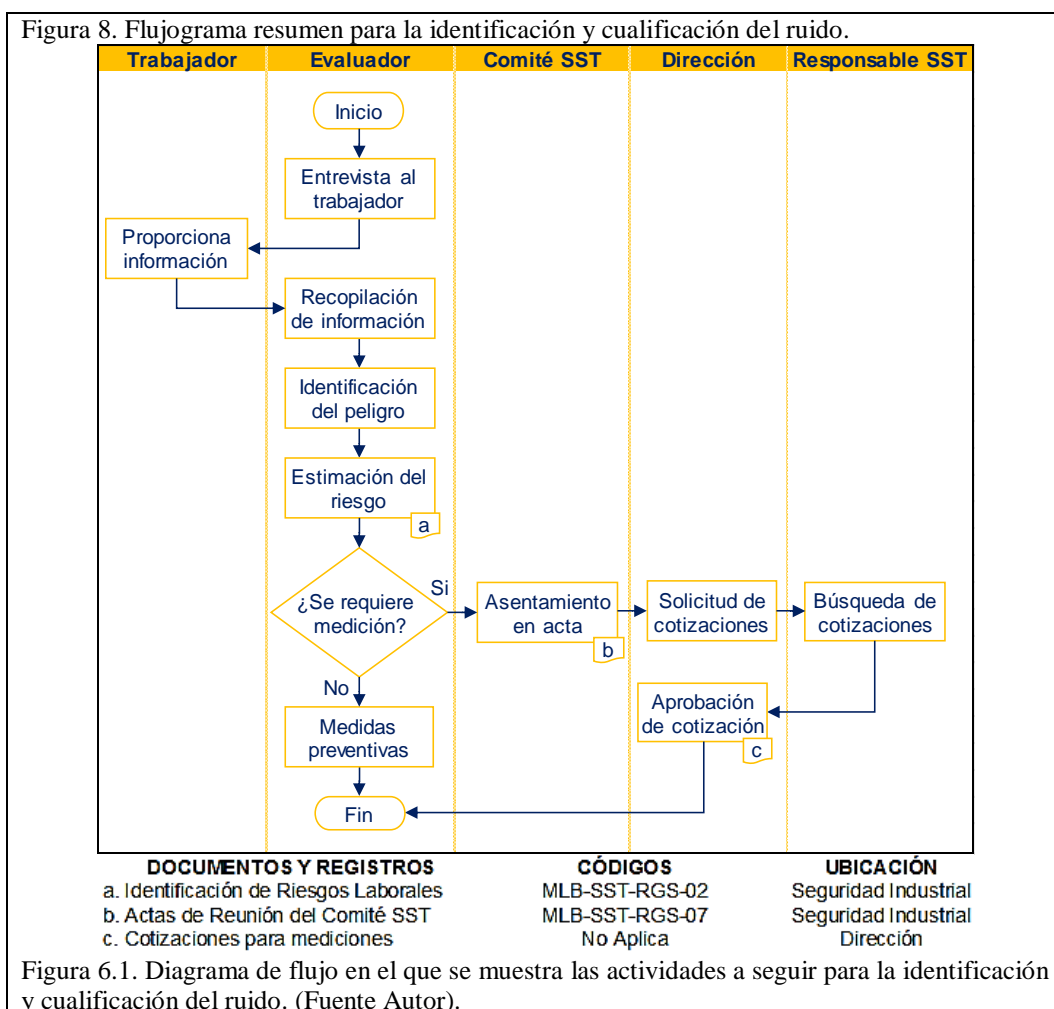 Figura 8. Flujograma resumen para la identificación y cualificación del ruido.
Trabajador Evaluador Comité SST Dirección Responsable SST
Inicio
Entrevista al
trabajador
Proporciona
información
Recopilación
de información
Identificación
del peligro
Estimación del
riesgo
a
¿Se requiere
medición?
Si
Asentamiento
en acta
b
Solicitud de
cotizaciones
Búsqueda de
cotizaciones
No
Aprobación
de cotización
c
Medidas
preventivas
Fin
DOCUMENTOS Y REGISTROS CÓDIGOS UBICACIÓN
a. Identificación de Riesgos Laborales MLB-SST-RGS-02 Seguridad Industrial
b. Actas de Reunión del Comité SST MLB-SST-RGS-07 Seguridad Industrial
c. Cotizaciones para mediciones No Aplica Dirección
Figura 6.1. Diagrama de flujo en el que se muestra las actividades a seguir para la identificación
y cualificación del ruido. (Fuente Autor).